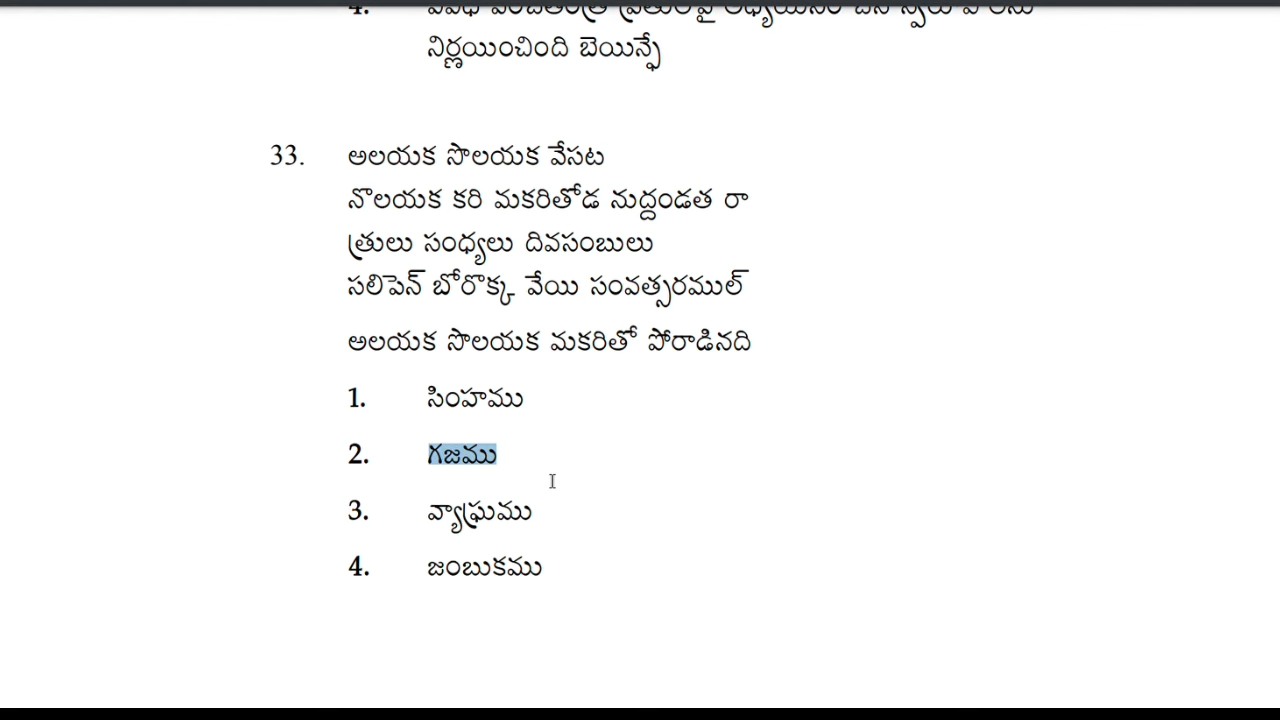 4.
నిర్ణయించింది బెయిన్ఫే
33. అలయక సొలయక వేసట
నొలయక కరి మకరితోడ నుద్దండత రా
త్రులు సంధ్యలు దివసంబులు
సలిపెన్ బోరొక్క వేయి సంవత్సరముల్
అలయక సొలయక మకరితో పోరాడినది
1. సింహము
2. గజము
3. వ్యాఘ్రము
4. జంబుకము